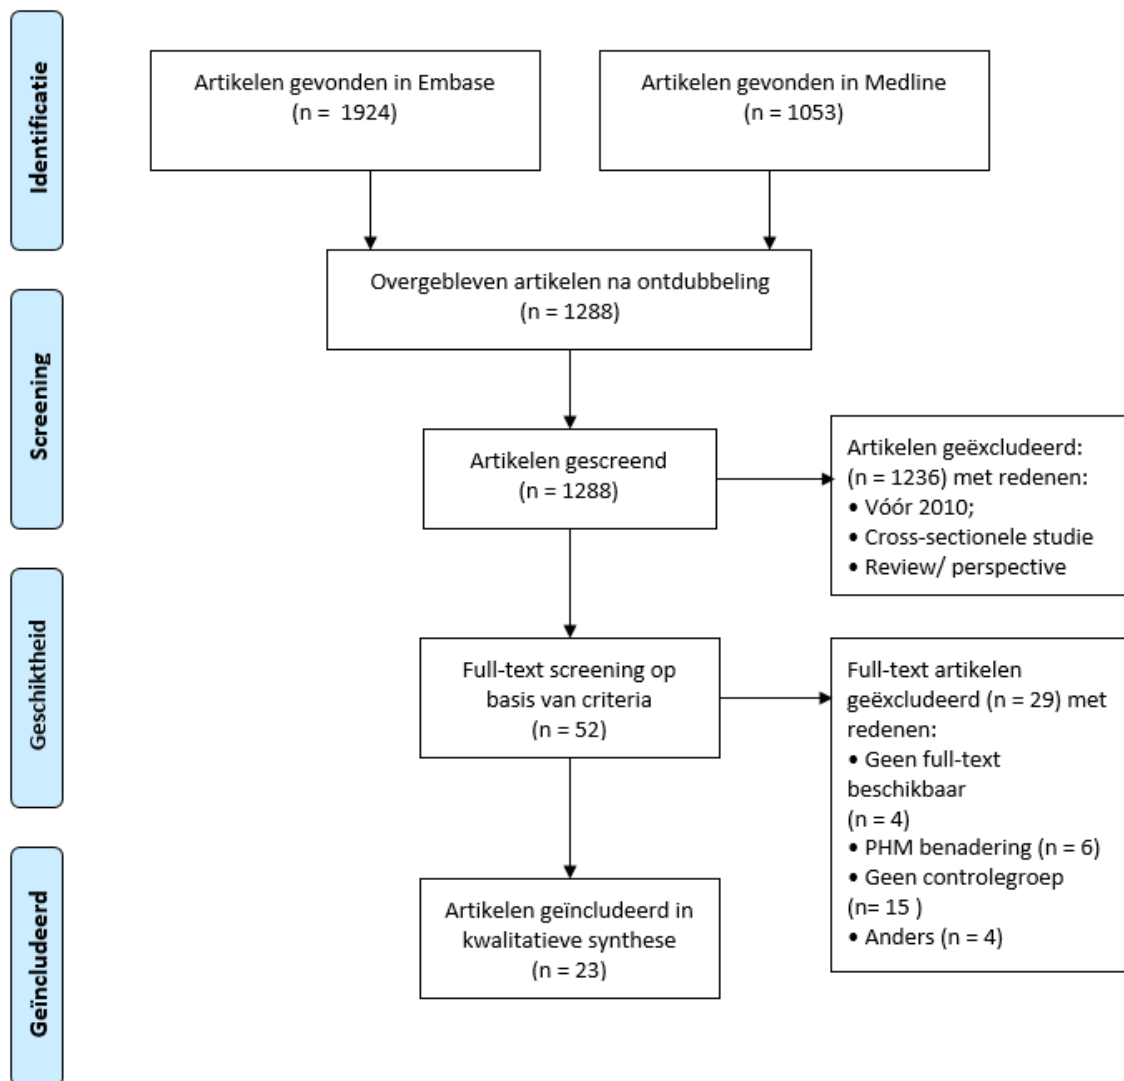 Identificatie
Artikelen gevonden in Embase
(n =  1924)
Artikelen gevonden in Medline
(n = 1053)
Overgebleven artikelen na ontdubbeling
(n = 1288)
Screening
Artikelen gescreend
(n = 1288)
Artikelen geëxcludeerd:
(n = 1236) met redenen:
• Vóór 2010;
• Cross-sectionele studie
• Review/ perspective
Geschiktheid
Full-text screening op
basis van criteria
(n = 52)
Full-text artikelen
geëxcludeerd (n = 29) met
redenen:
• Geen full-text
beschikbaar
(n = 4)
• PHM benadering (n = 6)
• Geen controlegroep
(n= 15 )
• Anders (n = 4)
Geïncludeerd
Artikelen geïncludeerd in
kwalitatieve synthese
(n = 23)